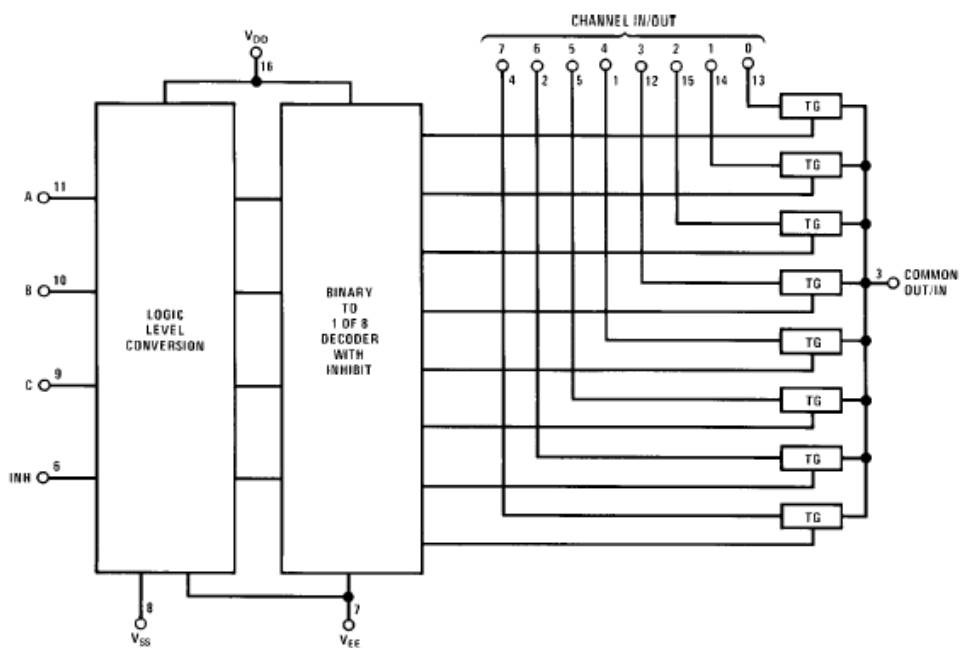 CHANNEL IN/OUT
VDD
16
7 6 5 4 3 2 1 0
4 2 5 1 12 15 14 13
TG
TG
TG
TG
TG
TG
TG
TG
A 11
B 10
C 9
INH 6
LOGIC
LEVEL
CONVERSION
BINARY
TO
1 OF 8
DECODER
WITH
INHIBIT
3 COMMON
OUT/IN
8
VSS
7
VEE